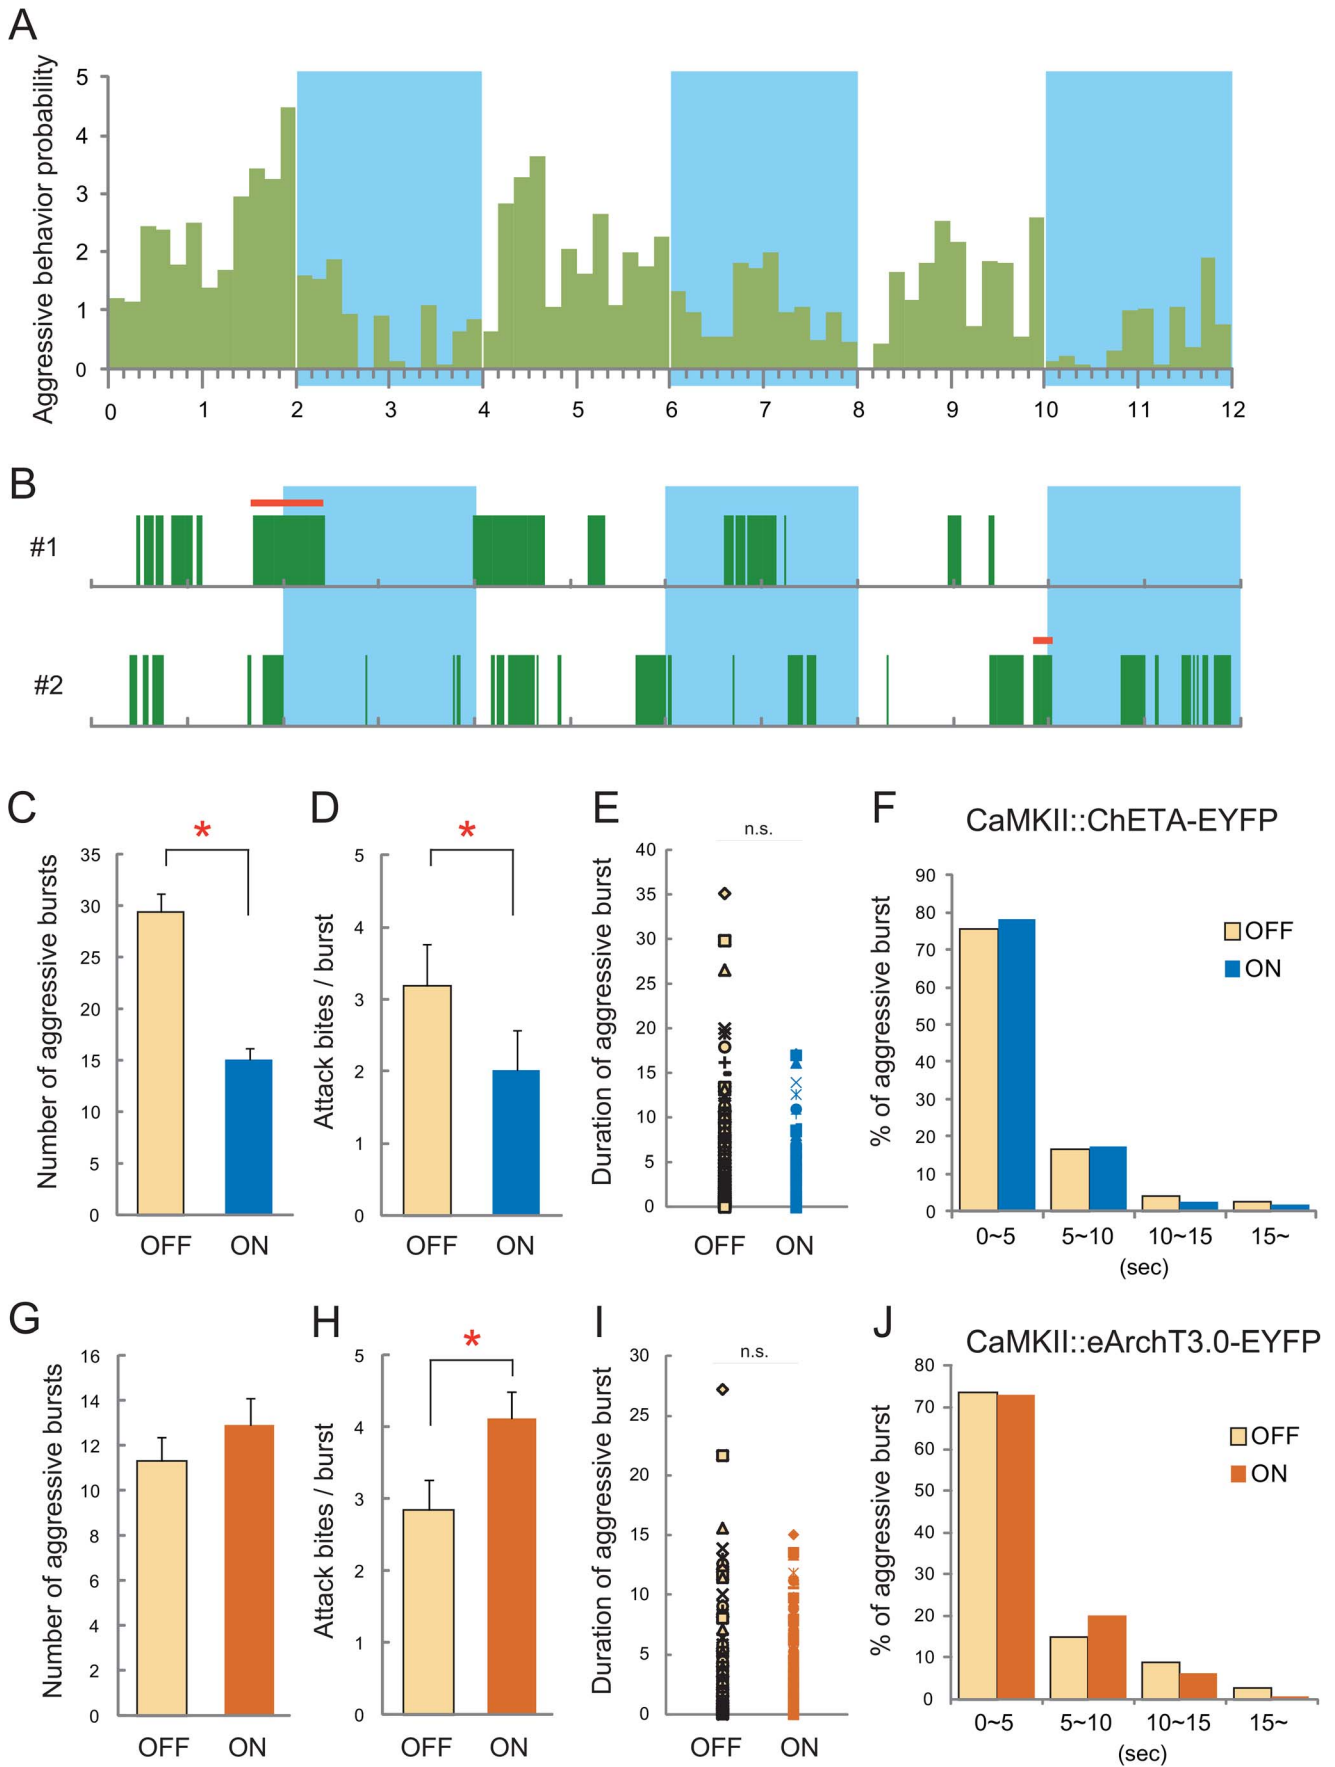 A
Aggressive behavior probability
5
4
3
2
1
0
0 1 2 3 4 5 6 7 8 9 10 11 12
B
#1
#2
C
Number of aggressive bursts
35
30
25
20
15
10
5
0
*
OFF ON
D
Attack bites / burst
5
4
3
2
1
0
*
OFF ON
E
Duration of aggressive burst
40
35
30
25
20
15
10
5
0
n.s.
OFF ON
F
CaMKII::ChETA-EYFP
% of aggressive burst
90
80
70
60
50
40
30
20
10
0
OFF
ON
0~5 5~10 10~15 15~
(sec)
G
Number of aggressive bursts
16
14
12
10
8
6
4
2
0
OFF ON
H
Attack bites / burst
5
4
3
2
1
0
*
OFF ON
I
Duration of aggressive burst
30
25
20
15
10
5
0
n.s.
OFF ON
J
CaMKII::eArchT3.0-EYFP
% of aggressive burst
80
70
60
50
40
30
20
10
0
OFF
ON
0~5 5~10 10~15 15~
(sec)